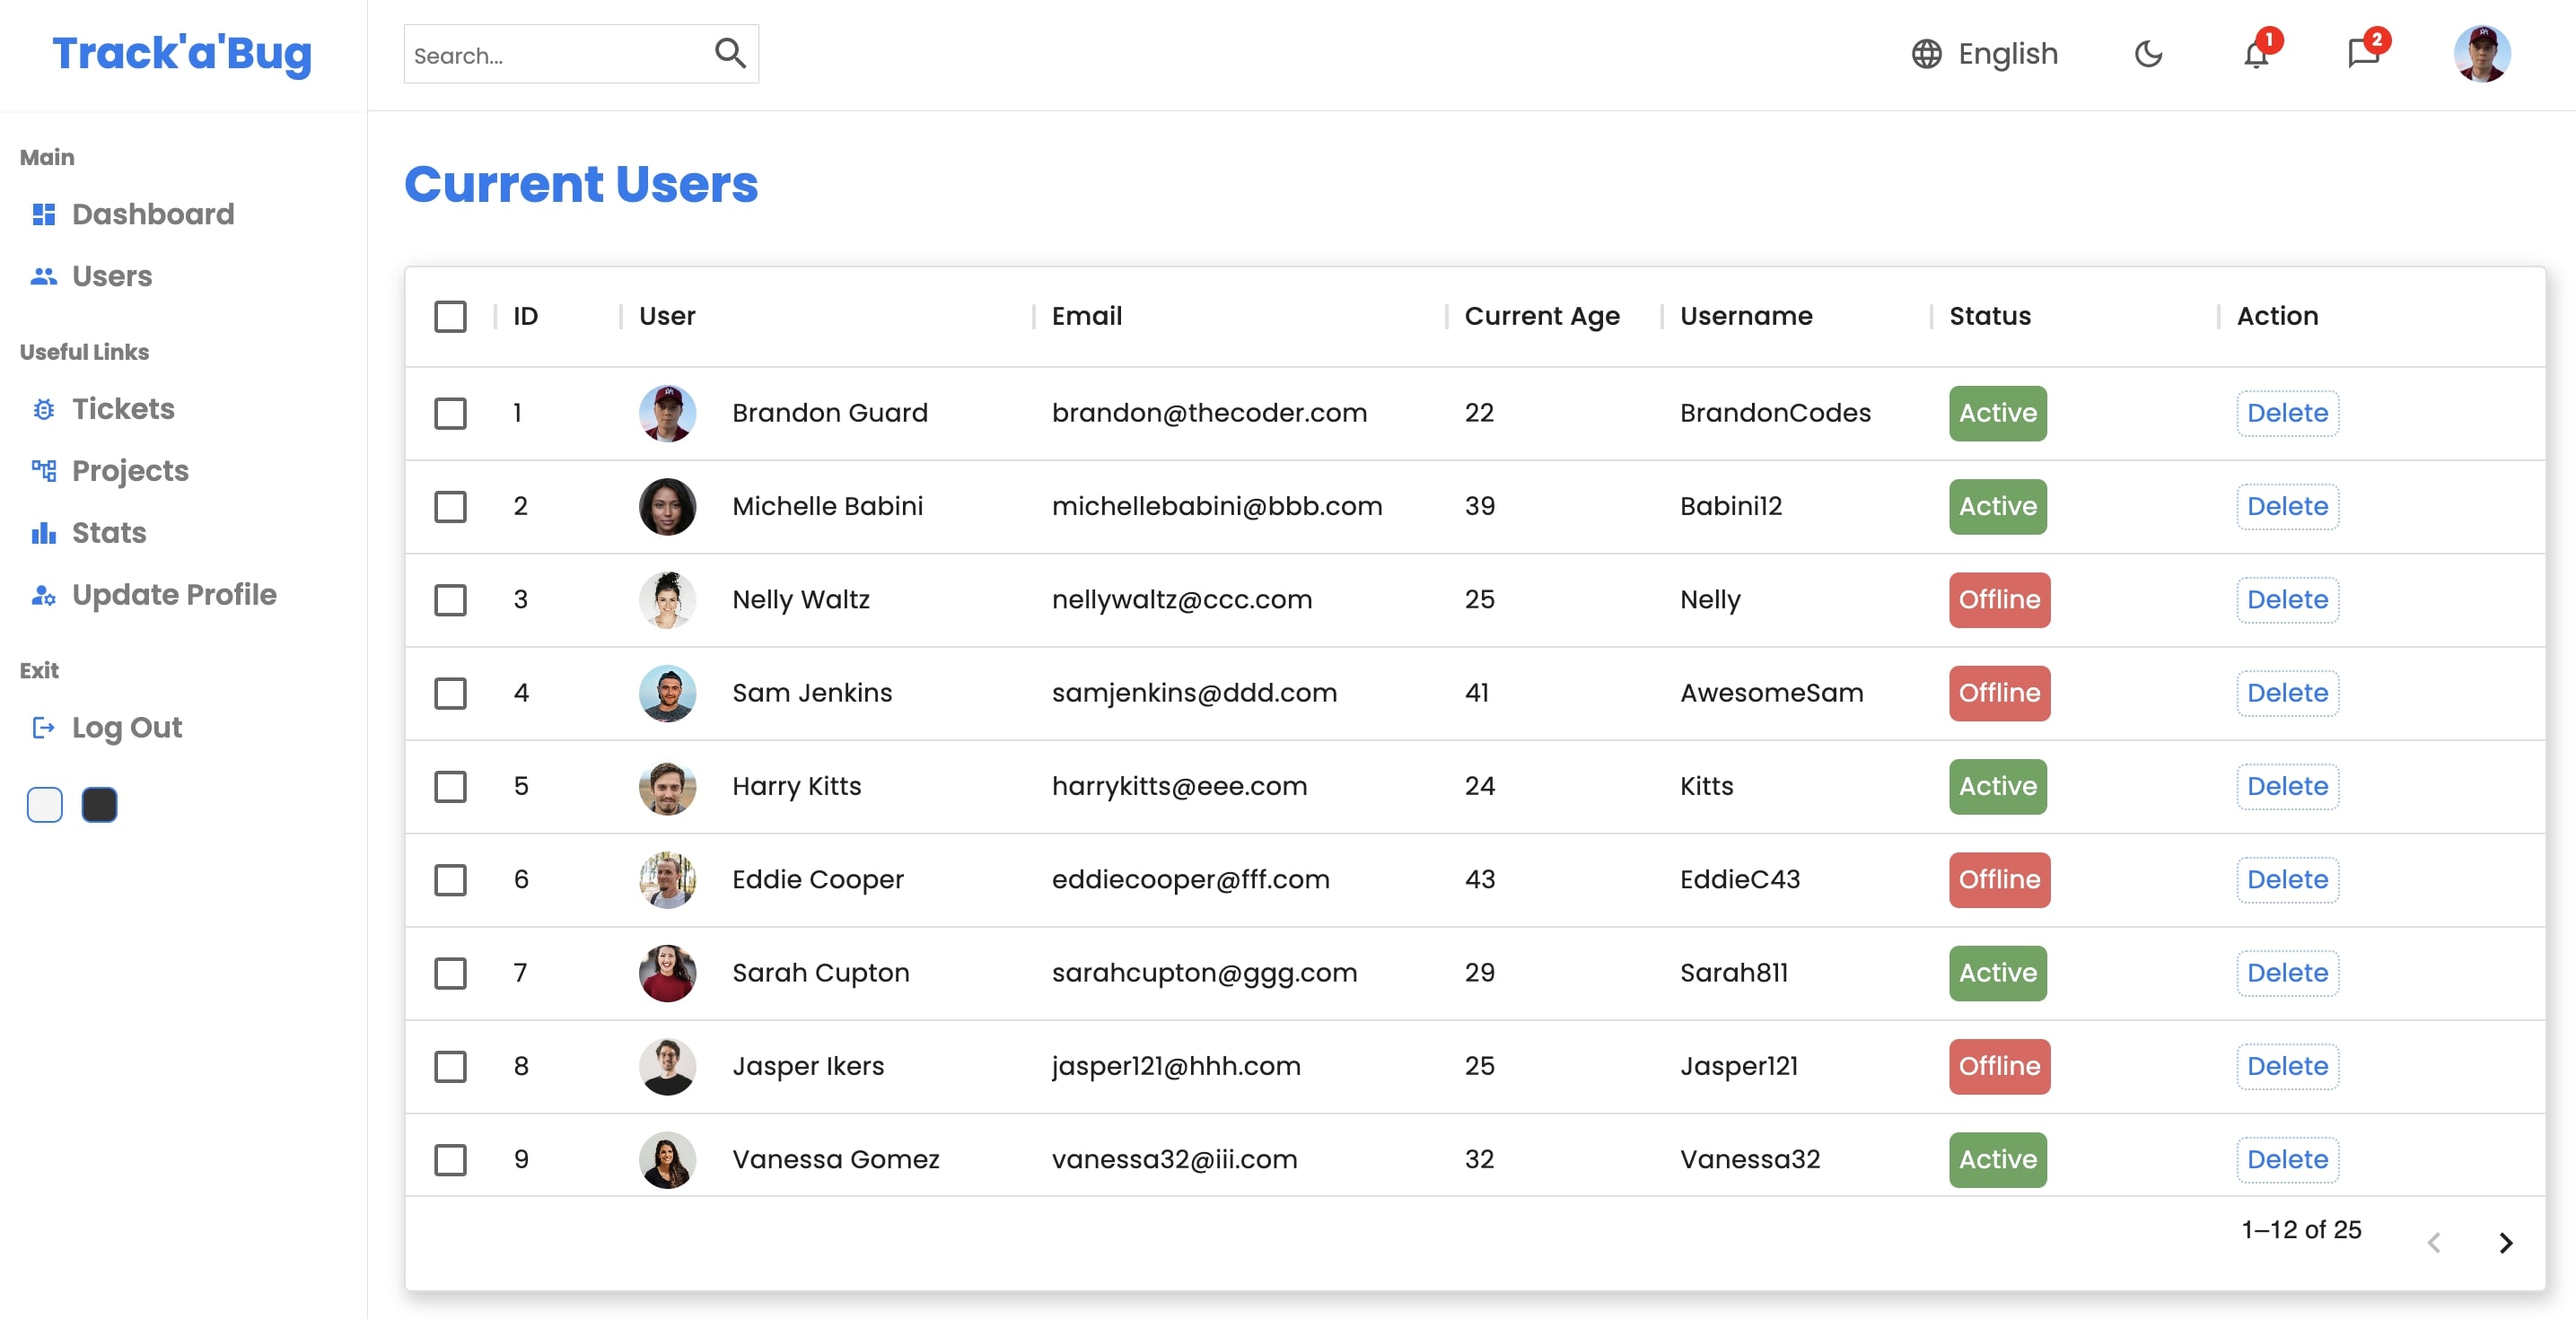 Track'a'Bug
Search...
English
1
2
Main
Dashboard
Users
Useful Links
Tickets
Projects
Stats
Update Profile
Exit
Log Out
Current Users
ID User Email Current Age Username Status Action
1 Brandon Guard brandon@thecoder.com 22 BrandonCodes Active Delete
2 Michelle Babini michellebabini@bbb.com 39 Babini12 Active Delete
3 Nelly Waltz nellywaltz@ccc.com 25 Nelly Offline Delete
4 Sam Jenkins samjenkins@ddd.com 41 AwesomeSam Offline Delete
5 Harry Kitts harrykitts@eee.com 24 Kitts Active Delete
6 Eddie Cooper eddiecooper@fff.com 43 EddieC43 Offline Delete
7 Sarah Cupton sarahcupton@ggg.com 29 Sarah811 Active Delete
8 Jasper Ikers jasper121@hhh.com 25 Jasper121 Offline Delete
9 Vanessa Gomez vanessa32@iii.com 32 Vanessa32 Active Delete
1–12 of 25